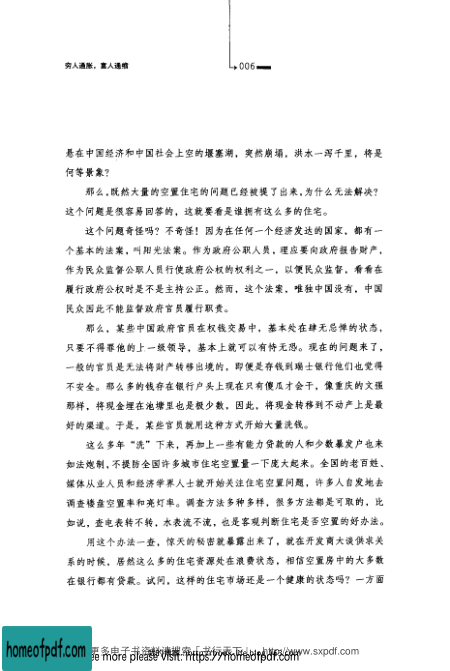 穷人通胀，富人通缩
006
悬在中国经济和中国社会上空的堰塞湖，突然崩塌，洪水一泻千里，将是
何等景象？
那么，既然大量的空置住宅的问题已经被提了出来，为什么无法解决？
这个问题是很容易回答的，这就要看是谁拥有这么多的住宅。
这个问题奇怪吗？不奇怪！因为在任何一个经济发达的国家，都有一
个基本的法案，叫阳光法案。作为政府公职人员，理应要向政府报告财产，
作为民众监督公职人员行使政府公权的权利之一，以便民众监督，看看在
履行政府公权时是不是主持公正。然而，这个法案，唯独中国没有，中国
民众因此不能监督政府官员履行职责。
那么，某些中国政府官员在权钱交易中，基本处在肆无忌惮的状态，
只要不得罪他的上一级领导，基本上就可以有恃无恐。现在的问题来了，
一般的官员是无法将财产转移出境的，即便是存钱到瑞士银行他们也觉得
不安全。那么多的钱存在银行户头上现在只有傻瓜才会干，像重庆的文强
那样，将现金埋在池塘里也是极少数，因此，将现金转移到不动产上是最
好的渠道。于是，某些官员就用这种方式开始大量洗钱。
这么多年“洗”下来，再加上一些有能力贷款的人和少数暴发户也来
如法炮制，不提防全国许多城市住宅空置量一下庞大起来。全国的老百姓、
媒体从业人员和经济学界人士就开始关注住宅空置问题，许多人自发地去
调查楼盘空置率和亮灯率。调查方法多种多样，很多方法都是可取的，比
如说，查电表转不转，水表流不流，也是客观判断住宅是否空置的好办法。
用这个办法一查，惊天的秘密就暴露出来了，就在开发商大谈供求关
系的时候，居然这么多的住宅资源处在浪费状态，相信空置房中的大多数
在银行都有贷款。试问，这样的住宅市场还是一个健康的状态吗？一方面
homeofpdf.com
more please visit: https://homeofpdf.com